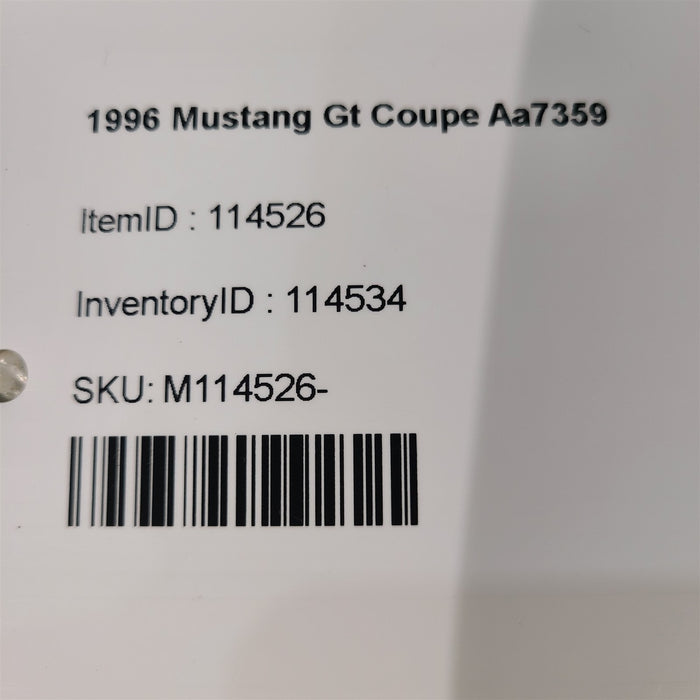 1996 Mustang Gt Coupe Aa7359
ItemID : 114526
InventoryID : 114534
SKU: M114526-